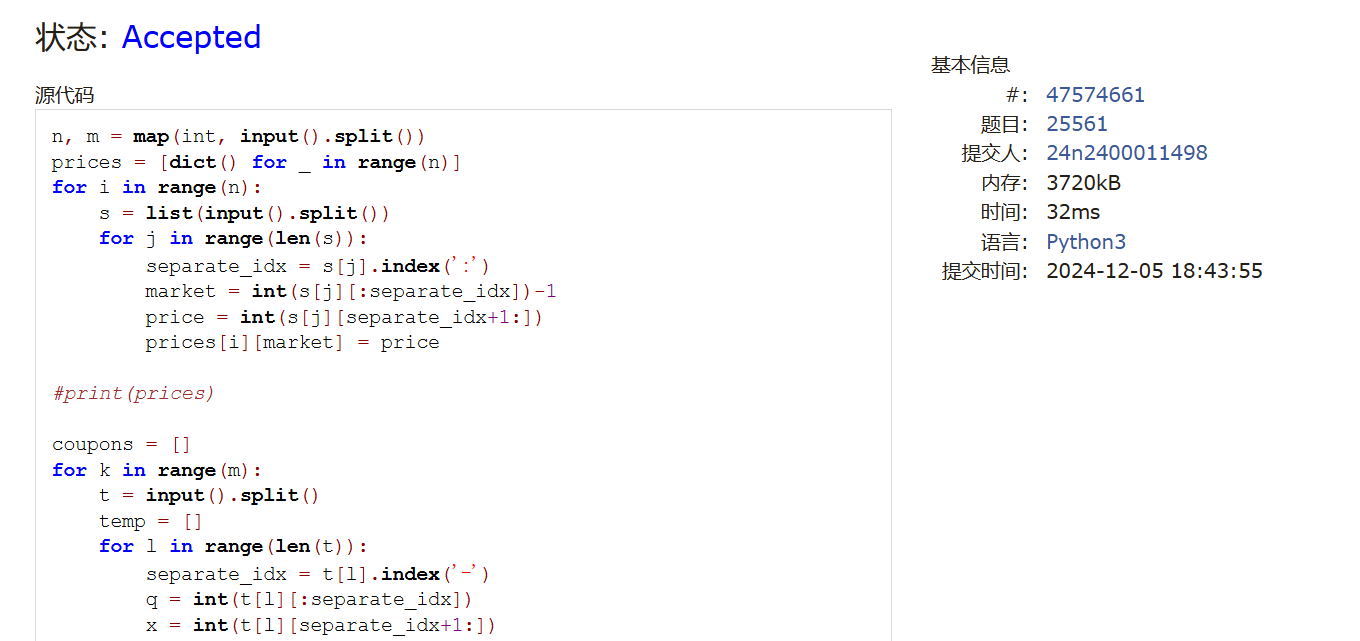 状态: Accepted
源代码
n, m = map(int, input().split())
prices = [dict() for _ in range(n)]
for i in range(n):
    s = list(input().split())
    for j in range(len(s)):
        separate_idx = s[j].index(':')
        market = int(s[j][:separate_idx])-1
        price = int(s[j][separate_idx+1:])
        prices[i][market] = price

#print(prices)

coupons = []
for k in range(m):
    t = input().split()
    temp = []
    for l in range(len(t)):
        separate_idx = t[l].index('-')
        q = int(t[l][:separate_idx])
        x = int(t[l][separate_idx+1:])
基本信息
#: 47574661
题目: 25561
提交人: 24n2400011498
内存: 3720kB
时间: 32ms
语言: Python3
提交时间: 2024-12-05 18:43:55